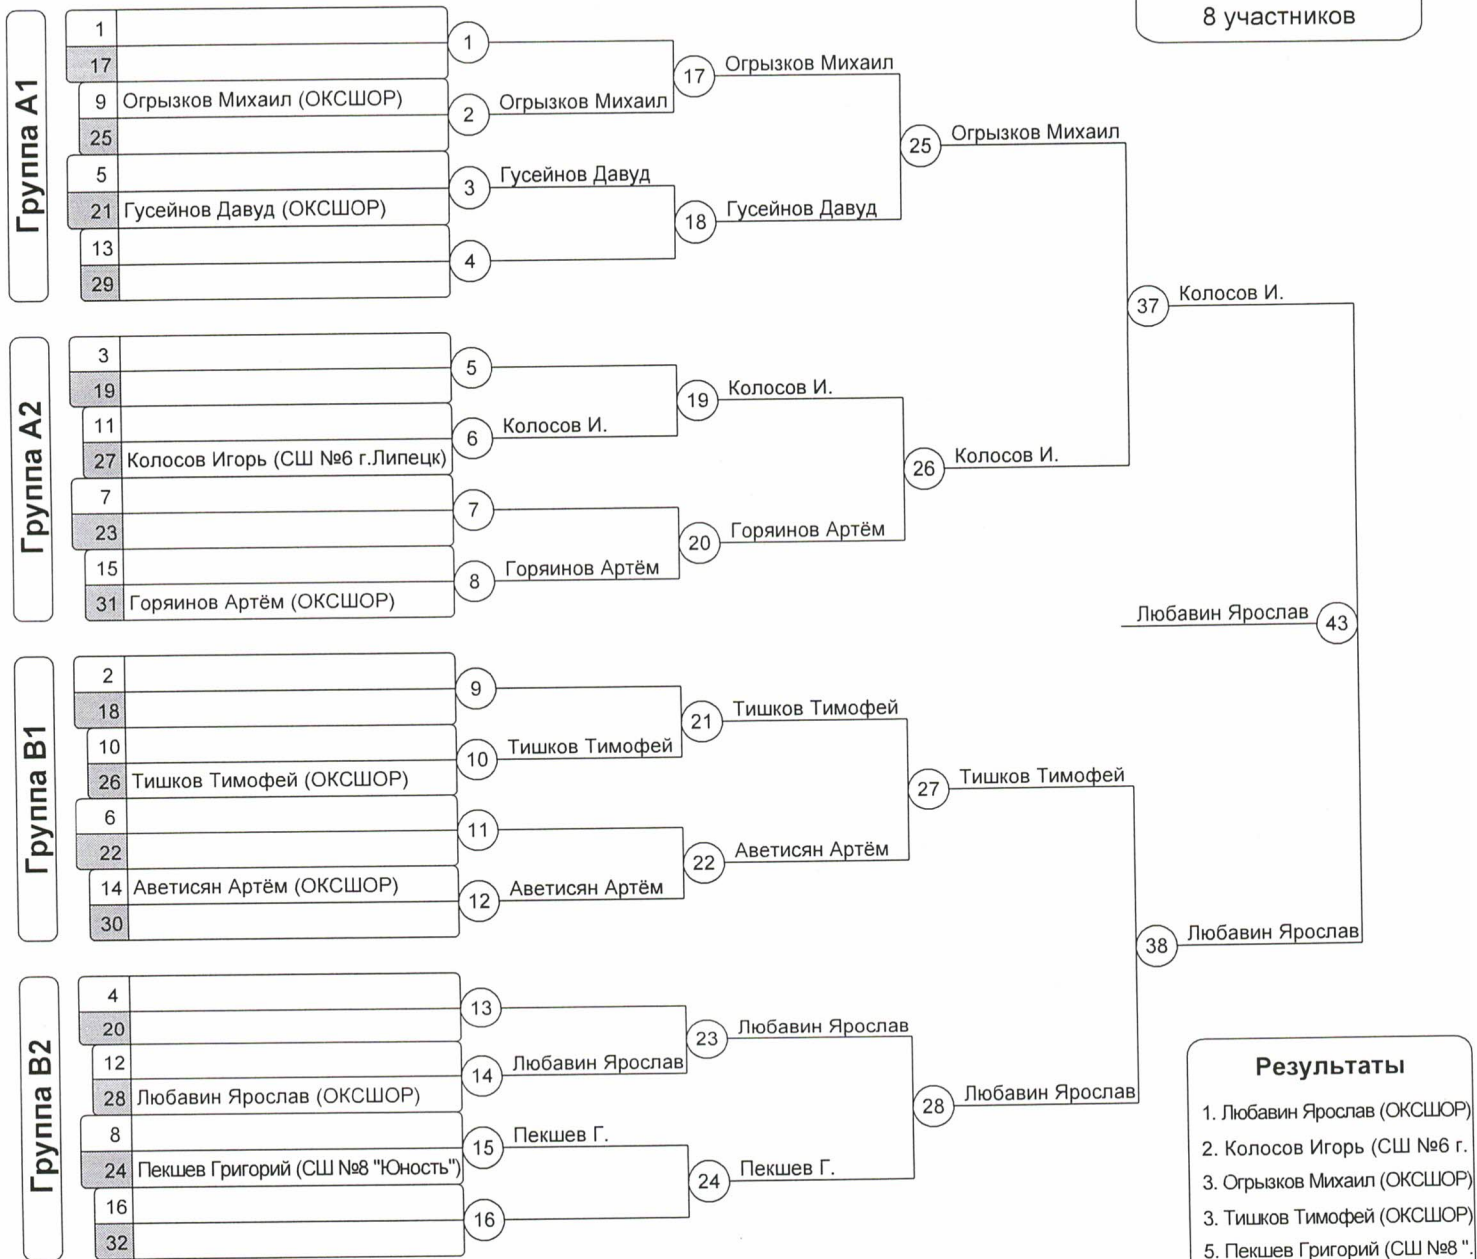 8 участников
Группа А1
1
17
9 Огрызков Михаил (ОКСШОР)
25
5
21 Гусейнов Давуд (ОКСШОР)
13
29
1
2 Огрызков Михаил
3 Гусейнов Давуд
4
17 Огрызков Михаил
18 Гусейнов Давуд
25 Огрызков Михаил
Группа А2
3
19
11
27 Колосов Игорь (СШ №6 г.Липецк)
7
23
15
31 Горяинов Артём (ОКСШОР)
5
6 Колосов И.
7
8 Горяинов Артём
19 Колосов И.
20 Горяинов Артём
26 Колосов И.
37 Колосов И.
Любавин Ярослав 43
Группа В1
2
18
10
26 Тишков Тимофей (ОКСШОР)
6
22
14 Аветисян Артём (ОКСШОР)
30
9
10 Тишков Тимофей
11
12 Аветисян Артём
21 Тишков Тимофей
22 Аветисян Артём
27 Тишков Тимофей
38 Любавин Ярослав
Группа В2
4
20
12
28 Любавин Ярослав (ОКСШОР)
8
24 Пекшев Григорий (СШ №8 "Юность")
16
32
13
14 Любавин Ярослав
15 Пекшев Г.
16
23 Любавин Ярослав
24 Пекшев Г.
28 Любавин Ярослав
Результаты
1. Любавин Ярослав (ОКСШОР)
2. Колосов Игорь (СШ №6 г.
3. Огрызков Михаил (ОКСШОР)
3. Тишков Тимофей (ОКСШОР)
5. Пекшев Григорий (СШ №8 ".